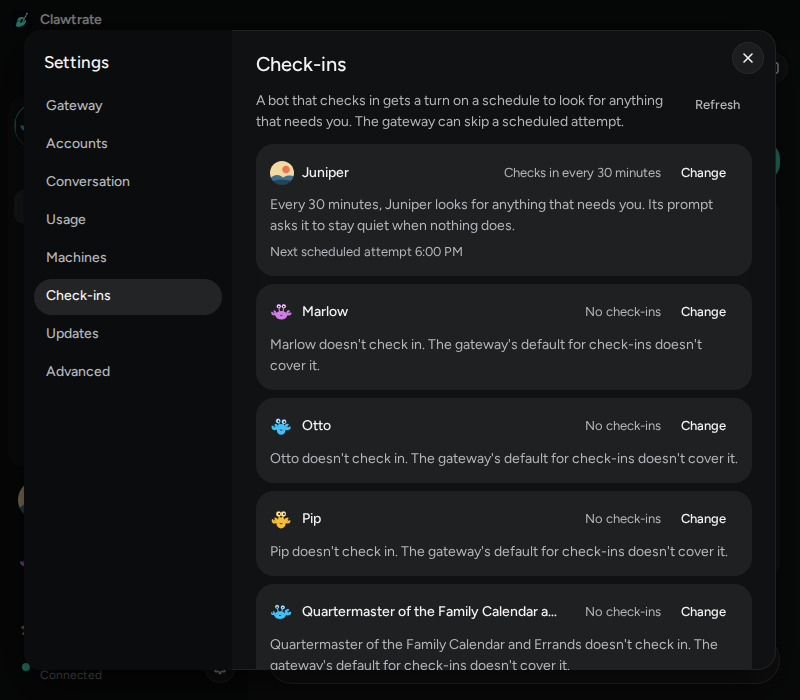 Clawtrate
Settings
Gateway
Accounts
Conversation
Usage
Machines
Check-ins
Updates
Advanced
Connected
Check-ins
A bot that checks in gets a turn on a schedule to look for anything
that needs you. The gateway can skip a scheduled attempt.
Refresh
Juniper
Checks in every 30 minutes
Change
Every 30 minutes, Juniper looks for anything that needs you. Its prompt
asks it to stay quiet when nothing does.
Next scheduled attempt 6:00 PM
Marlow
No check-ins
Change
Marlow doesn't check in. The gateway's default for check-ins doesn't
cover it.
Otto
No check-ins
Change
Otto doesn't check in. The gateway's default for check-ins doesn't cover it.
Pip
No check-ins
Change
Pip doesn't check in. The gateway's default for check-ins doesn't cover it.
Quartermaster of the Family Calendar a...
No check-ins
Change
Quartermaster of the Family Calendar and Errands doesn't check in. The
gateway's default for check-ins doesn't cover it.